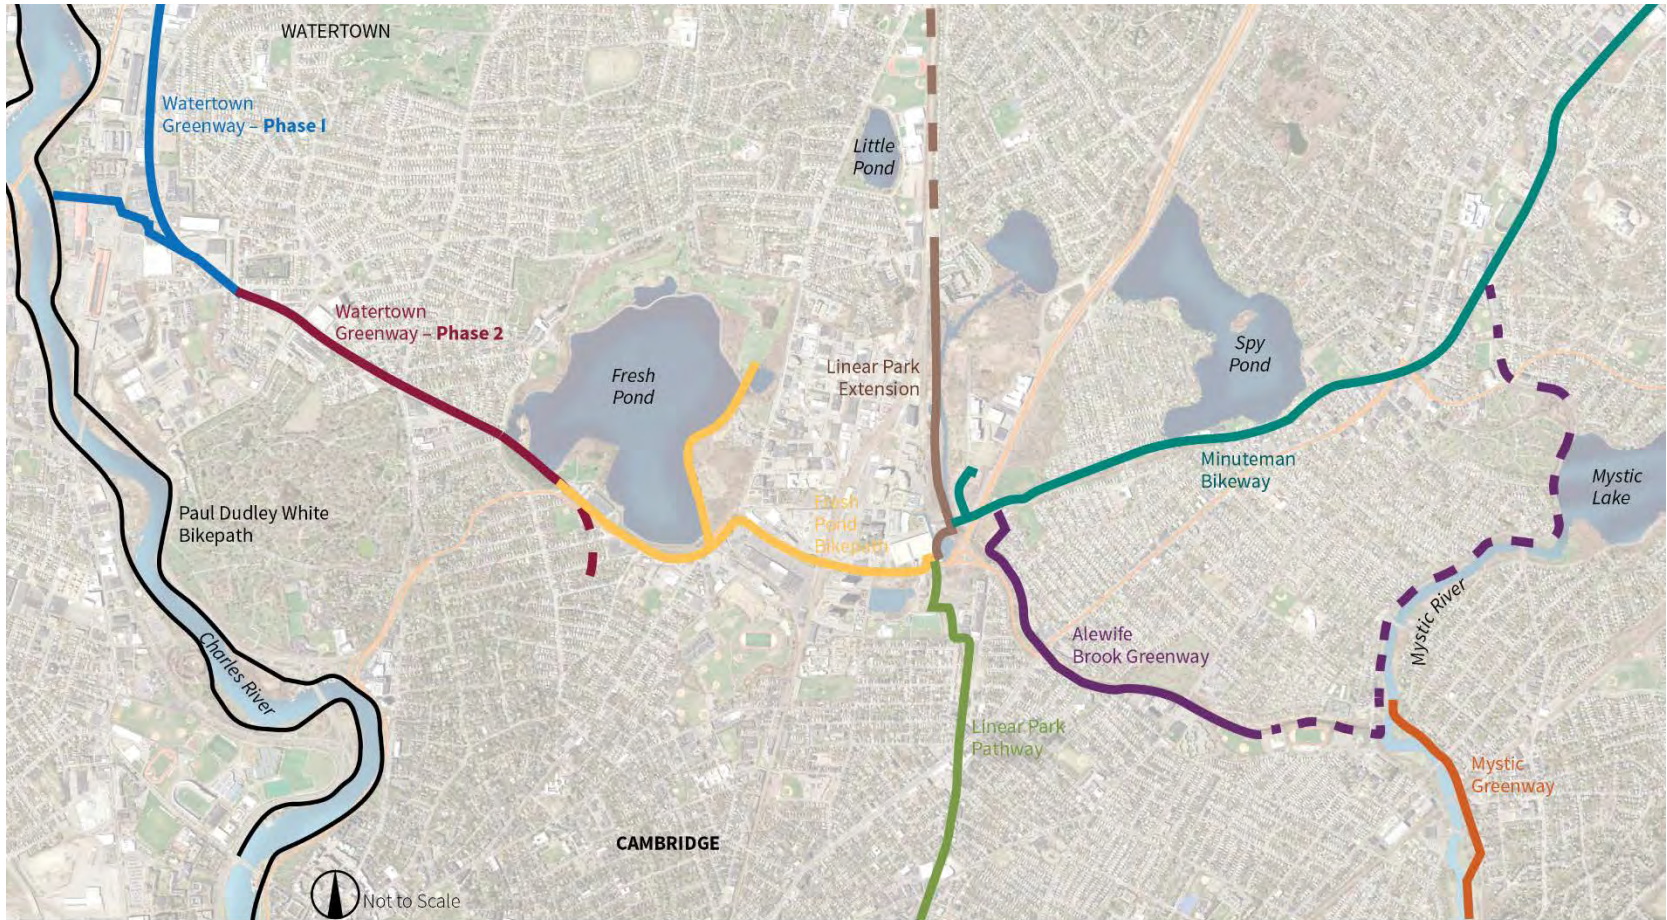 WATERTOWN
Watertown
Greenway – Phase I
Little
Pond
Watertown
Greenway – Phase 2
Fresh
Pond
Linear Park
Extension
Spy
Pond
Minuteman
Bikeway
Mystic
Lake
Paul Dudley White
Bikepath
Fresh
Pond
Bikepath
Mystic River
Charles River
Alewife
Brook Greenway
Linear Park
Pathway
Mystic
Greenway
CAMBRIDGE
Not to Scale